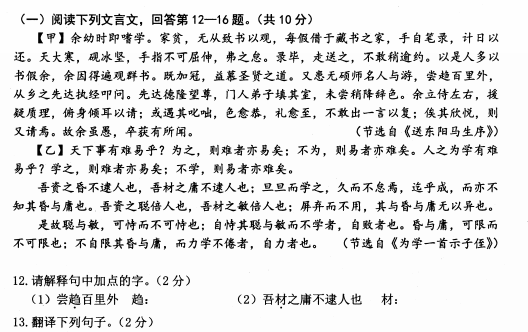 （一）阅读下列文言文，回答第12—16题。（共10分）
【甲】余幼时即嗜学。家贫，无从致书以观，每假借于藏书之家，手自笔录，计日以
还。天大寒，砚冰坚，手指不可屈伸，弗之怠。录毕，走送之，不敢稍逾约。以是人多以
书假余，余因得遍观群书。既加冠，益慕圣贤之道。又患无硕师名人与游，尝趋百里外，
从乡之先达执经叩问。先达德隆望尊，门人弟子填其室，未尝稍降辞色。余立侍左右，援
疑质理，俯身倾耳以请；或遇其叱咄，色愈恭，礼愈至，不敢出一言以复；俟其欣悦，则
又请焉。故余虽愚，卒获有所闻。 （节选自《送东阳马生序》）
【乙】天下事有难易乎？为之，则难者亦易矣；不为，则易者亦难矣。人之为学有难
易乎？学之，则难者亦易矣；不学，则易者亦难矣。
吾资之昏不逮人也，吾材之庸不逮人也；旦旦而学之，久而不怠焉，迄乎成，而亦不
知其昏与庸也。吾资之聪倍人也，吾材之敏倍人也；屏弃而不用，其与昏与庸无以异也。
是故聪与敏，可恃而不可恃也；自恃其聪与敏而不学者，自败者也。昏与庸，可限而
不可限也；不自限其昏与庸，而力学不倦者，自力者也。 （节选自《为学一首示子侄》）
12.请解释句中加点的字。（2分）
（1）尝趋百里外 趋： （2）吾材之庸不逮人也 材：
13.翻译下列句子。（2分）